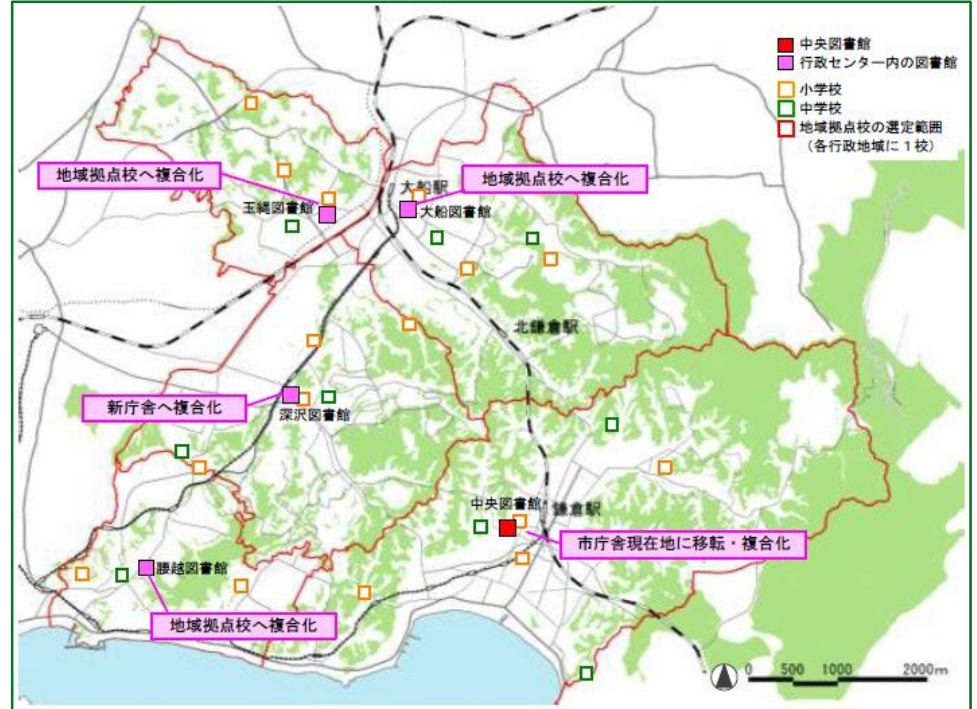 中央図書館
行政センター内の図書館
小学校
中学校
地域拠点校の選定範囲
（各行政地域に１校）
地域拠点校へ複合化
地域拠点校へ複合化
大船駅
玉縄図書館
大船図書館
北鎌倉駅
新庁舎へ複合化
深沢図書館
中央図書館
鎌倉駅
市庁舎現在地に移転・複合化
腰越図書館
地域拠点校へ複合化
0 500 1000 2000m